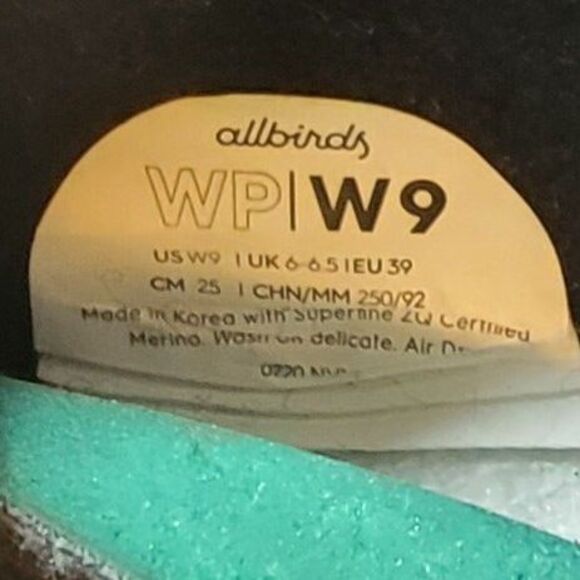 allbirds
WP|W9
US W9 | UK 6-6.5 | EU 39
CM 25 | CHN/MM 250/92
Made in Korea with Superfine ZQ Certified
Merino. Wash on delicate. Air
0220